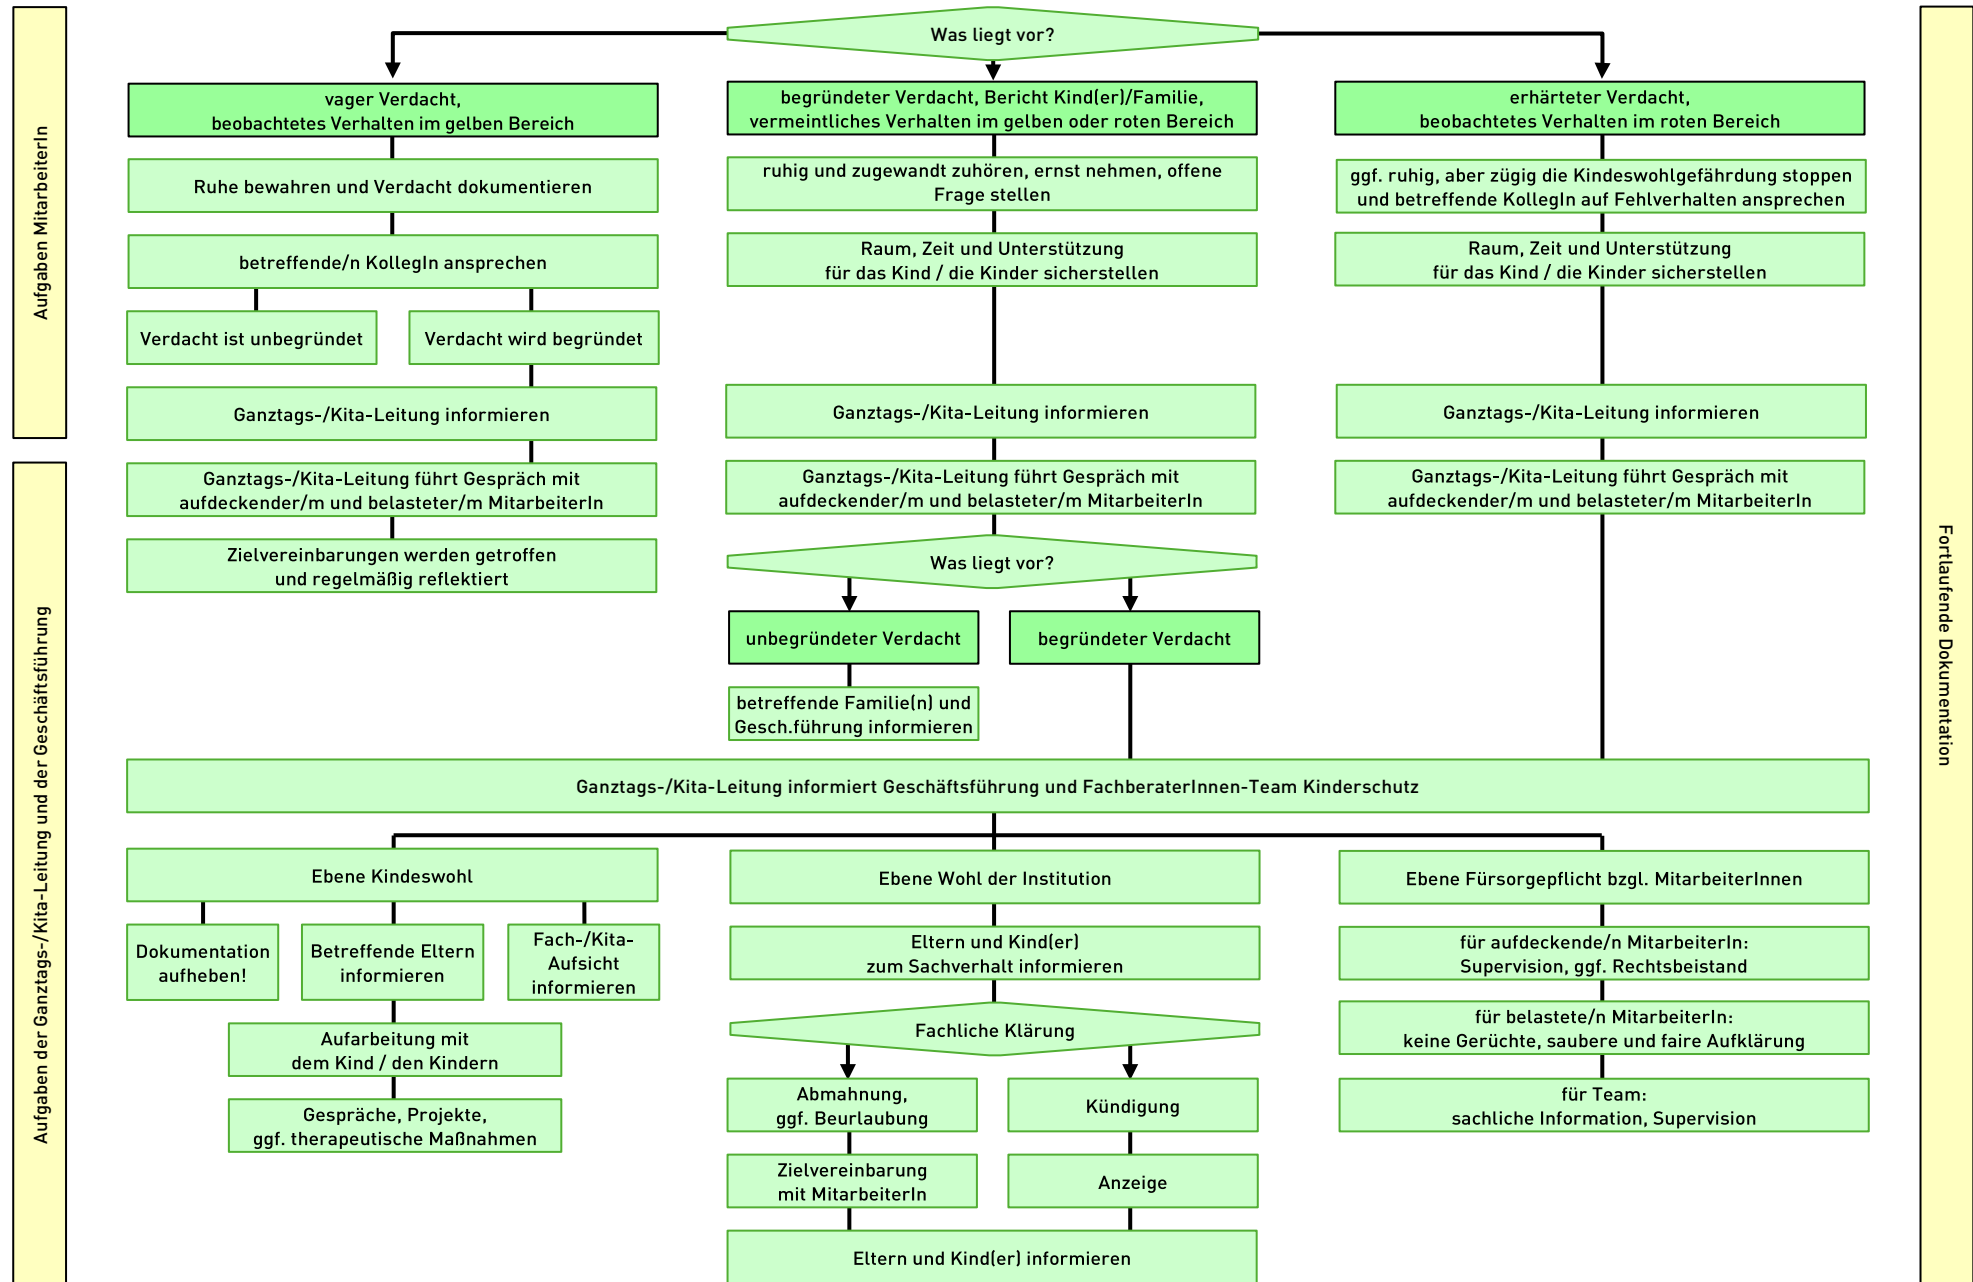 Was liegt vor?
vager Verdacht,
beobachtetes Verhalten im gelben Bereich
begründeter Verdacht, Bericht Kind(er)/Familie,
vermeintliches Verhalten im gelben oder roten Bereich
erhärteter Verdacht,
beobachtetes Verhalten im roten Bereich
Aufgaben MitarbeiterIn
Ruhe bewahren und Verdacht dokumentieren
ruhig und zugewandt zuhören, ernst nehmen, offene
Frage stellen
ggf. ruhig, aber zügig die Kindeswohlgefährdung stoppen
und betreffende KollegIn auf Fehlverhalten ansprechen
betreffende/n KollegIn ansprechen
Raum, Zeit und Unterstützung
für das Kind / die Kinder sicherstellen
Raum, Zeit und Unterstützung
für das Kind / die Kinder sicherstellen
Verdacht ist unbegründet
Verdacht wird begründet
Ganztags-/Kita-Leitung informieren
Ganztags-/Kita-Leitung informieren
Ganztags-/Kita-Leitung informieren
Ganztags-/Kita-Leitung führt Gespräch mit
aufdeckender/m und belasteter/m MitarbeiterIn
Ganztags-/Kita-Leitung führt Gespräch mit
aufdeckender/m und belasteter/m MitarbeiterIn
Ganztags-/Kita-Leitung führt Gespräch mit
aufdeckender/m und belasteter/m MitarbeiterIn
Zielvereinbarungen werden getroffen
und regelmäßig reflektiert
Was liegt vor?
unbegründeter Verdacht
begründeter Verdacht
betreffende Familie(n) und
Gesch.führung informieren
Fortlaufende Dokumentation
Aufgaben der Ganztags-/Kita-Leitung und der Geschäftsführung
Ganztags-/Kita-Leitung informiert Geschäftsführung und FachberaterInnen-Team Kinderschutz
Ebene Kindeswohl
Ebene Wohl der Institution
Ebene Fürsorgepflicht bzgl. MitarbeiterInnen
Dokumentation
aufheben!
Betreffende Eltern
informieren
Fach-/Kita-
Aufsicht
informieren
Eltern und Kind(er)
zum Sachverhalt informieren
für aufdeckende/n MitarbeiterIn:
Supervision, ggf. Rechtsbeistand
Aufarbeitung mit
dem Kind / den Kindern
Fachliche Klärung
für belastete/n MitarbeiterIn:
keine Gerüchte, saubere und faire Aufklärung
Gespräche, Projekte,
ggf. therapeutische Maßnahmen
Abmahnung,
ggf. Beurlaubung
Kündigung
für Team:
sachliche Information, Supervision
Zielvereinbarung
mit MitarbeiterIn
Anzeige
Eltern und Kind(er) informieren